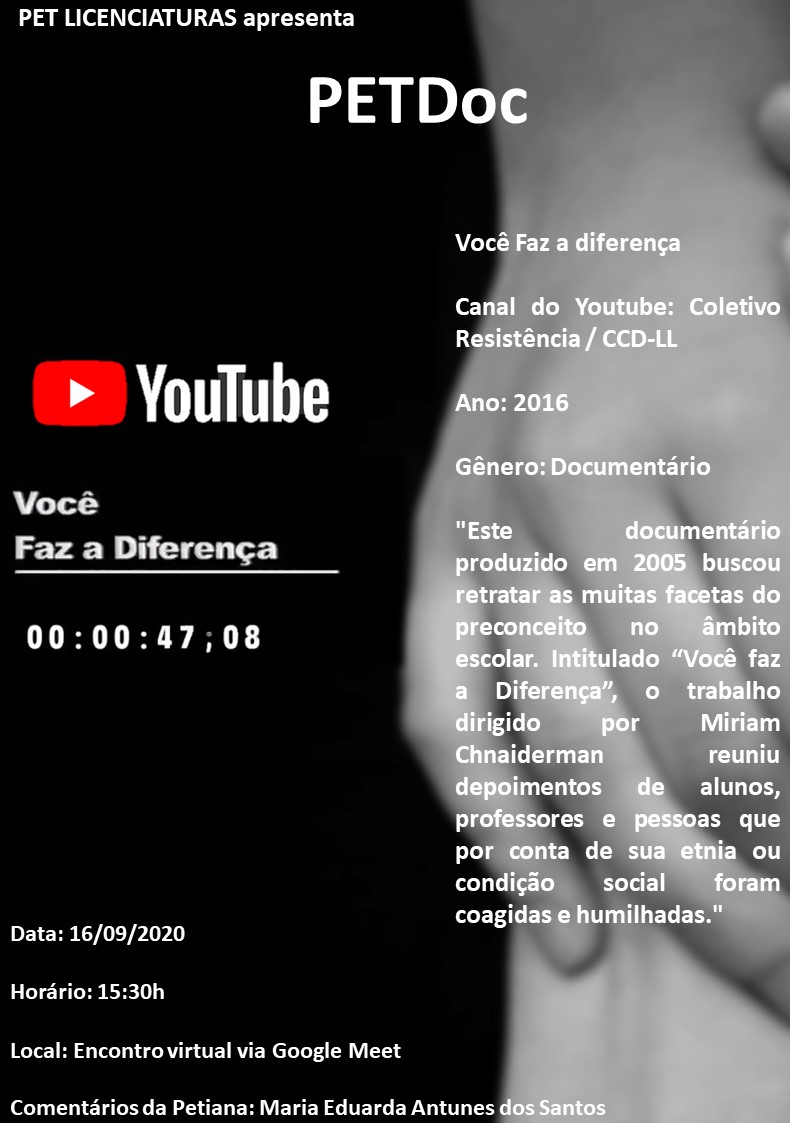 PET LICENCIATURAS apresenta
PETDoc
Você Faz a diferença
Canal do Youtube: Coletivo
Resistência / CCD-LL
Ano: 2016
Gênero: Documentário
"Este documentário
produzido em 2005 buscou
retratar as muitas facetas do
preconceito no âmbito
escolar. Intitulado “Você faz
a Diferença”, o trabalho
dirigido por Miriam
Chnaiderman reuniu
depoimentos de alunos,
professores e pessoas que
por conta de sua etnia ou
condição social foram
coagidas e humilhadas."
YouTube
Você
Faz a Diferença
00:00:47;08
Data: 16/09/2020
Horário: 15:30h
Local: Encontro virtual via Google Meet
Comentários da Petiana: Maria Eduarda Antunes dos Santos